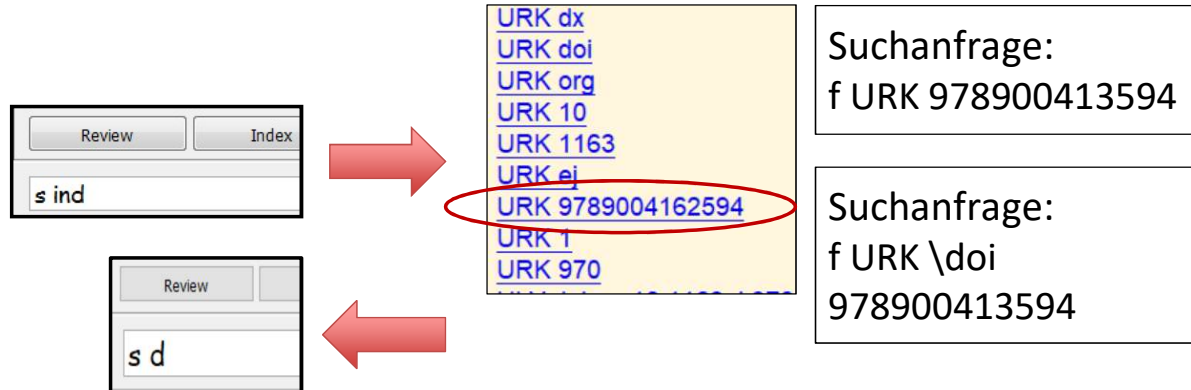 Review Index
s ind
Review
s d
URK dx
URK doi
URK org
URK 10
URK 1163
URK ej
URK 9789004162594
URK 1
URK 970
Suchanfrage:
f URK 978900413594
Suchanfrage:
f URK \doi
978900413594